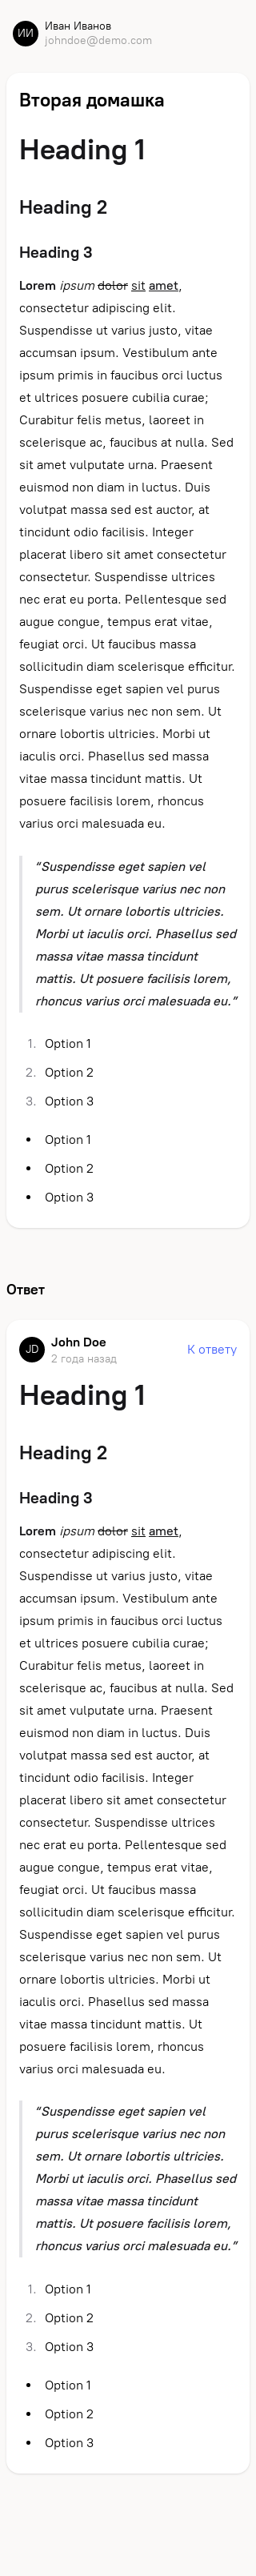 ИИ
Иван Иванов
johndoe@demo.com
Вторая домашка
Heading 1
Heading 2
Heading 3
Lorem ipsum dolor sit amet,
consectetur adipiscing elit.
Suspendisse ut varius justo, vitae
accumsan ipsum. Vestibulum ante
ipsum primis in faucibus orci luctus
et ultrices posuere cubilia curae;
Curabitur felis metus, laoreet in
scelerisque ac, faucibus at nulla. Sed
sit amet vulputate urna. Praesent
euismod non diam in luctus. Duis
volutpat massa sed est auctor, at
tincidunt odio facilisis. Integer
placerat libero sit amet consectetur
consectetur. Suspendisse ultrices
nec erat eu porta. Pellentesque sed
augue congue, tempus erat vitae,
feugiat orci. Ut faucibus massa
sollicitudin diam scelerisque efficitur.
Suspendisse eget sapien vel purus
scelerisque varius nec non sem. Ut
ornare lobortis ultricies. Morbi ut
iaculis orci. Phasellus sed massa
vitae massa tincidunt mattis. Ut
posuere facilisis lorem, rhoncus
varius orci malesuada eu.
“Suspendisse eget sapien vel
purus scelerisque varius nec non
sem. Ut ornare lobortis ultricies.
Morbi ut iaculis orci. Phasellus sed
massa vitae massa tincidunt
mattis. Ut posuere facilisis lorem,
rhoncus varius orci malesuada eu.”
1. Option 1
2. Option 2
3. Option 3
• Option 1
• Option 2
• Option 3
Ответ
JD
John Doe
2 года назад
К ответу
Heading 1
Heading 2
Heading 3
Lorem ipsum dolor sit amet,
consectetur adipiscing elit.
Suspendisse ut varius justo, vitae
accumsan ipsum. Vestibulum ante
ipsum primis in faucibus orci luctus
et ultrices posuere cubilia curae;
Curabitur felis metus, laoreet in
scelerisque ac, faucibus at nulla. Sed
sit amet vulputate urna. Praesent
euismod non diam in luctus. Duis
volutpat massa sed est auctor, at
tincidunt odio facilisis. Integer
placerat libero sit amet consectetur
consectetur. Suspendisse ultrices
nec erat eu porta. Pellentesque sed
augue congue, tempus erat vitae,
feugiat orci. Ut faucibus massa
sollicitudin diam scelerisque efficitur.
Suspendisse eget sapien vel purus
scelerisque varius nec non sem. Ut
ornare lobortis ultricies. Morbi ut
iaculis orci. Phasellus sed massa
vitae massa tincidunt mattis. Ut
posuere facilisis lorem, rhoncus
varius orci malesuada eu.
“Suspendisse eget sapien vel
purus scelerisque varius nec non
sem. Ut ornare lobortis ultricies.
Morbi ut iaculis orci. Phasellus sed
massa vitae massa tincidunt
mattis. Ut posuere facilisis lorem,
rhoncus varius orci malesuada eu.”
1. Option 1
2. Option 2
3. Option 3
• Option 1
• Option 2
• Option 3